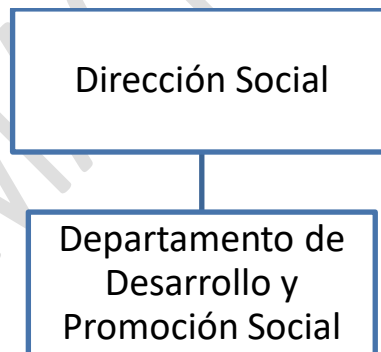 Dirección Social
Departamento de
Desarrollo y
Promoción Social